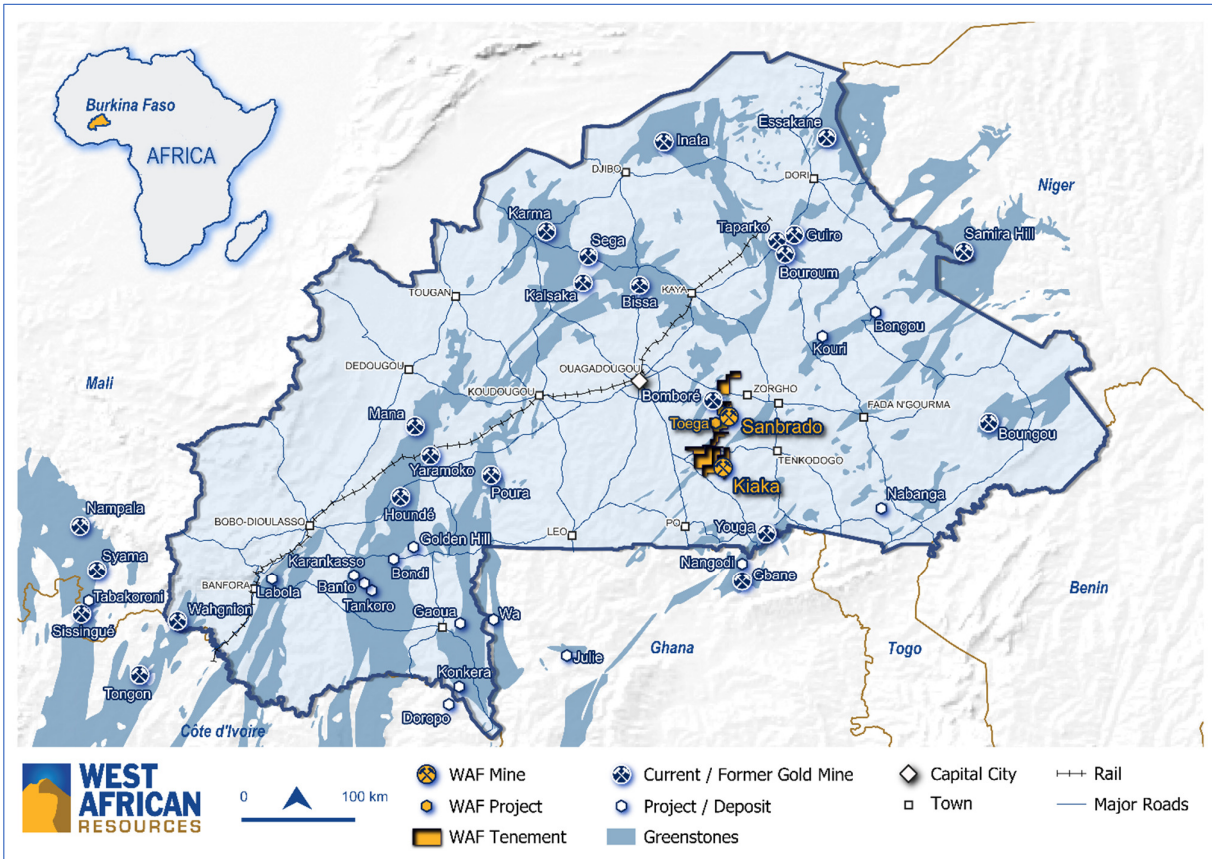 Burkina Faso
AFRICA
Essakane
Inata
DJIBO
DORI
Niger
Karma
Sega
Taparko
Guiro
Samira Hill
Bouroum
TOUGAN
Kalsaka
Bissa
KAYA
Bongou
Kouri
Mali
DEDOUGOU
OUAGADOUGOU
KOUDOUGOU
Bomboré
ZORGHO
FADA N'GOURMA
Mana
Toega
Sanbrado
Boungou
Yaramoko
TENKODOGO
Poura
Kiaka
Houndé
Nabanga
Nampala
BOBO-DIOULASSO
LEO
PO
Youga
Golden Hill
Syama
Karankasso
Bondi
Nangodi
Gbane
BANFORA
Labola
Banto
Tankoro
Benin
Tabakoroni
Sissingué
Wahgnion
Gaoua
Wa
Ghana
Togo
Julie
Tongon
Konkera
Doropo
Côte d'Ivoire
WEST
AFRICAN
RESOURCES
0 100 km
WAF Mine
WAF Project
WAF Tenement
Current / Former Gold Mine
Project / Deposit
Greenstones
Capital City
Town
Rail
Major Roads